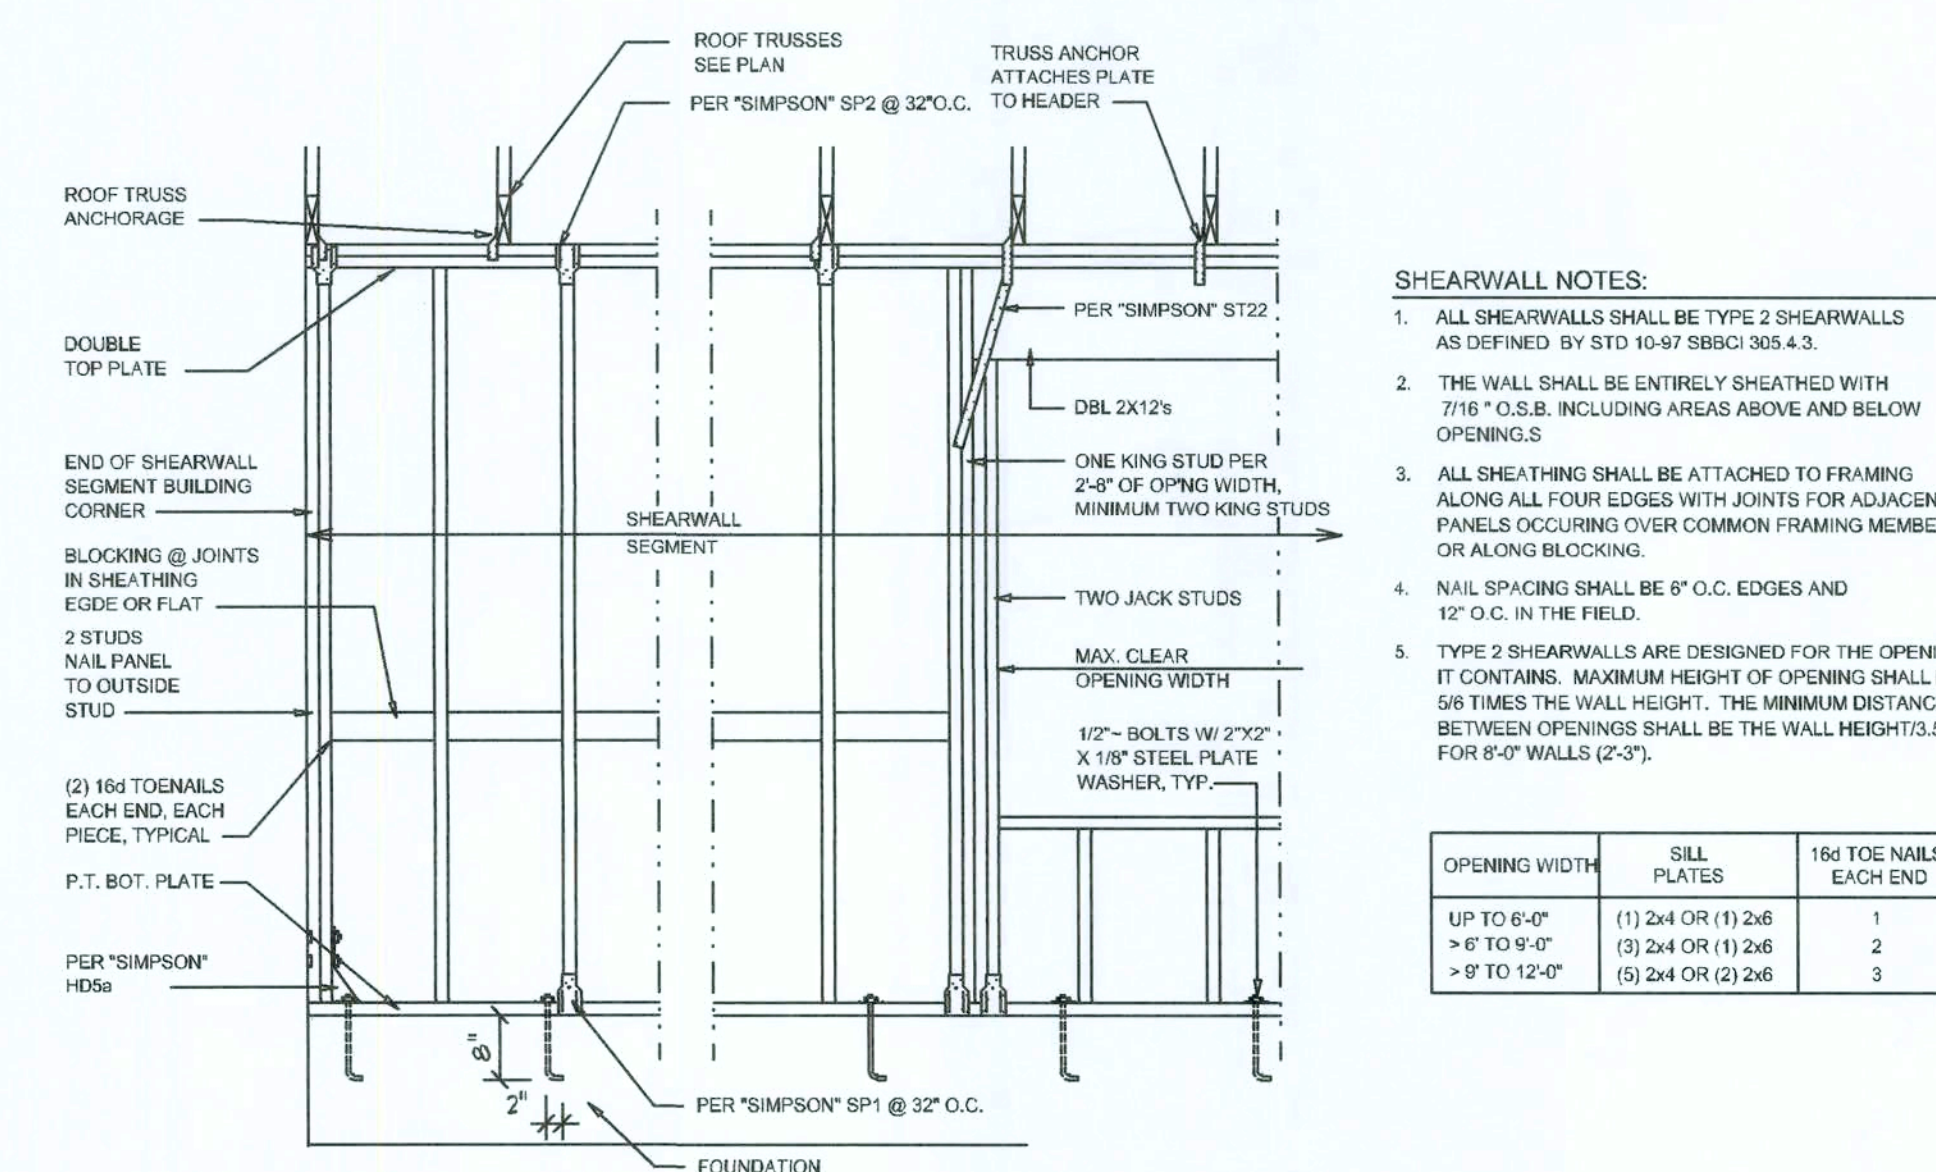 ROOF TRUSSES
SEE PLAN
PER "SIMPSON" SP2 @ 32"O.C.
TRUSS ANCHOR
ATTACHES PLATE
TO HEADER
ROOF TRUSS
ANCHORAGE
DOUBLE
TOP PLATE
END OF SHEARWALL
SEGMENT BUILDING
CORNER
BLOCKING @ JOINTS
IN SHEATHING
EGDE OR FLAT
2 STUDS
NAIL PANEL
TO OUTSIDE
STUD
(2) 16d TOENAILS
EACH END, EACH
PIECE, TYPICAL
P.T. BOT. PLATE
PER "SIMPSON"
HD5a
SHEARWALL
SEGMENT
PER "SIMPSON" ST22
DBL 2X12's
ONE KING STUD PER
2'-8" OF OP'NG WIDTH,
MINIMUM TWO KING STUDS
TWO JACK STUDS
MAX. CLEAR
OPENING WIDTH
1/2"~ BOLTS W/ 2"X2"
X 1/8" STEEL PLATE
WASHER, TYP.
8"
2"
PER "SIMPSON" SP1 @ 32" O.C.
FOUNDATION
SHEARWALL NOTES:
1. ALL SHEARWALLS SHALL BE TYPE 2 SHEARWALLS
AS DEFINED BY STD 10-97 SBBCI 305.4.3.
2. THE WALL SHALL BE ENTIRELY SHEATHED WITH
7/16 " O.S.B. INCLUDING AREAS ABOVE AND BELOW
OPENING.S
3. ALL SHEATHING SHALL BE ATTACHED TO FRAMING
ALONG ALL FOUR EDGES WITH JOINTS FOR ADJACEN
PANELS OCCURING OVER COMMON FRAMING MEMBE
OR ALONG BLOCKING.
4. NAIL SPACING SHALL BE 6" O.C. EDGES AND
12" O.C. IN THE FIELD.
5. TYPE 2 SHEARWALLS ARE DESIGNED FOR THE OPENI
IT CONTAINS. MAXIMUM HEIGHT OF OPENING SHALL
5/6 TIMES THE WALL HEIGHT. THE MINIMUM DISTANC
BETWEEN OPENINGS SHALL BE THE WALL HEIGHT/3.5
FOR 8'-0" WALLS (2'-3").
OPENING WIDTH SILL PLATES 16d TOE NAILS EACH END
UP TO 6'-0" (1) 2x4 OR (1) 2x6 1
> 6' TO 9'-0" (3) 2x4 OR (1) 2x6 2
> 9' TO 12'-0" (5) 2x4 OR (2) 2x6 3